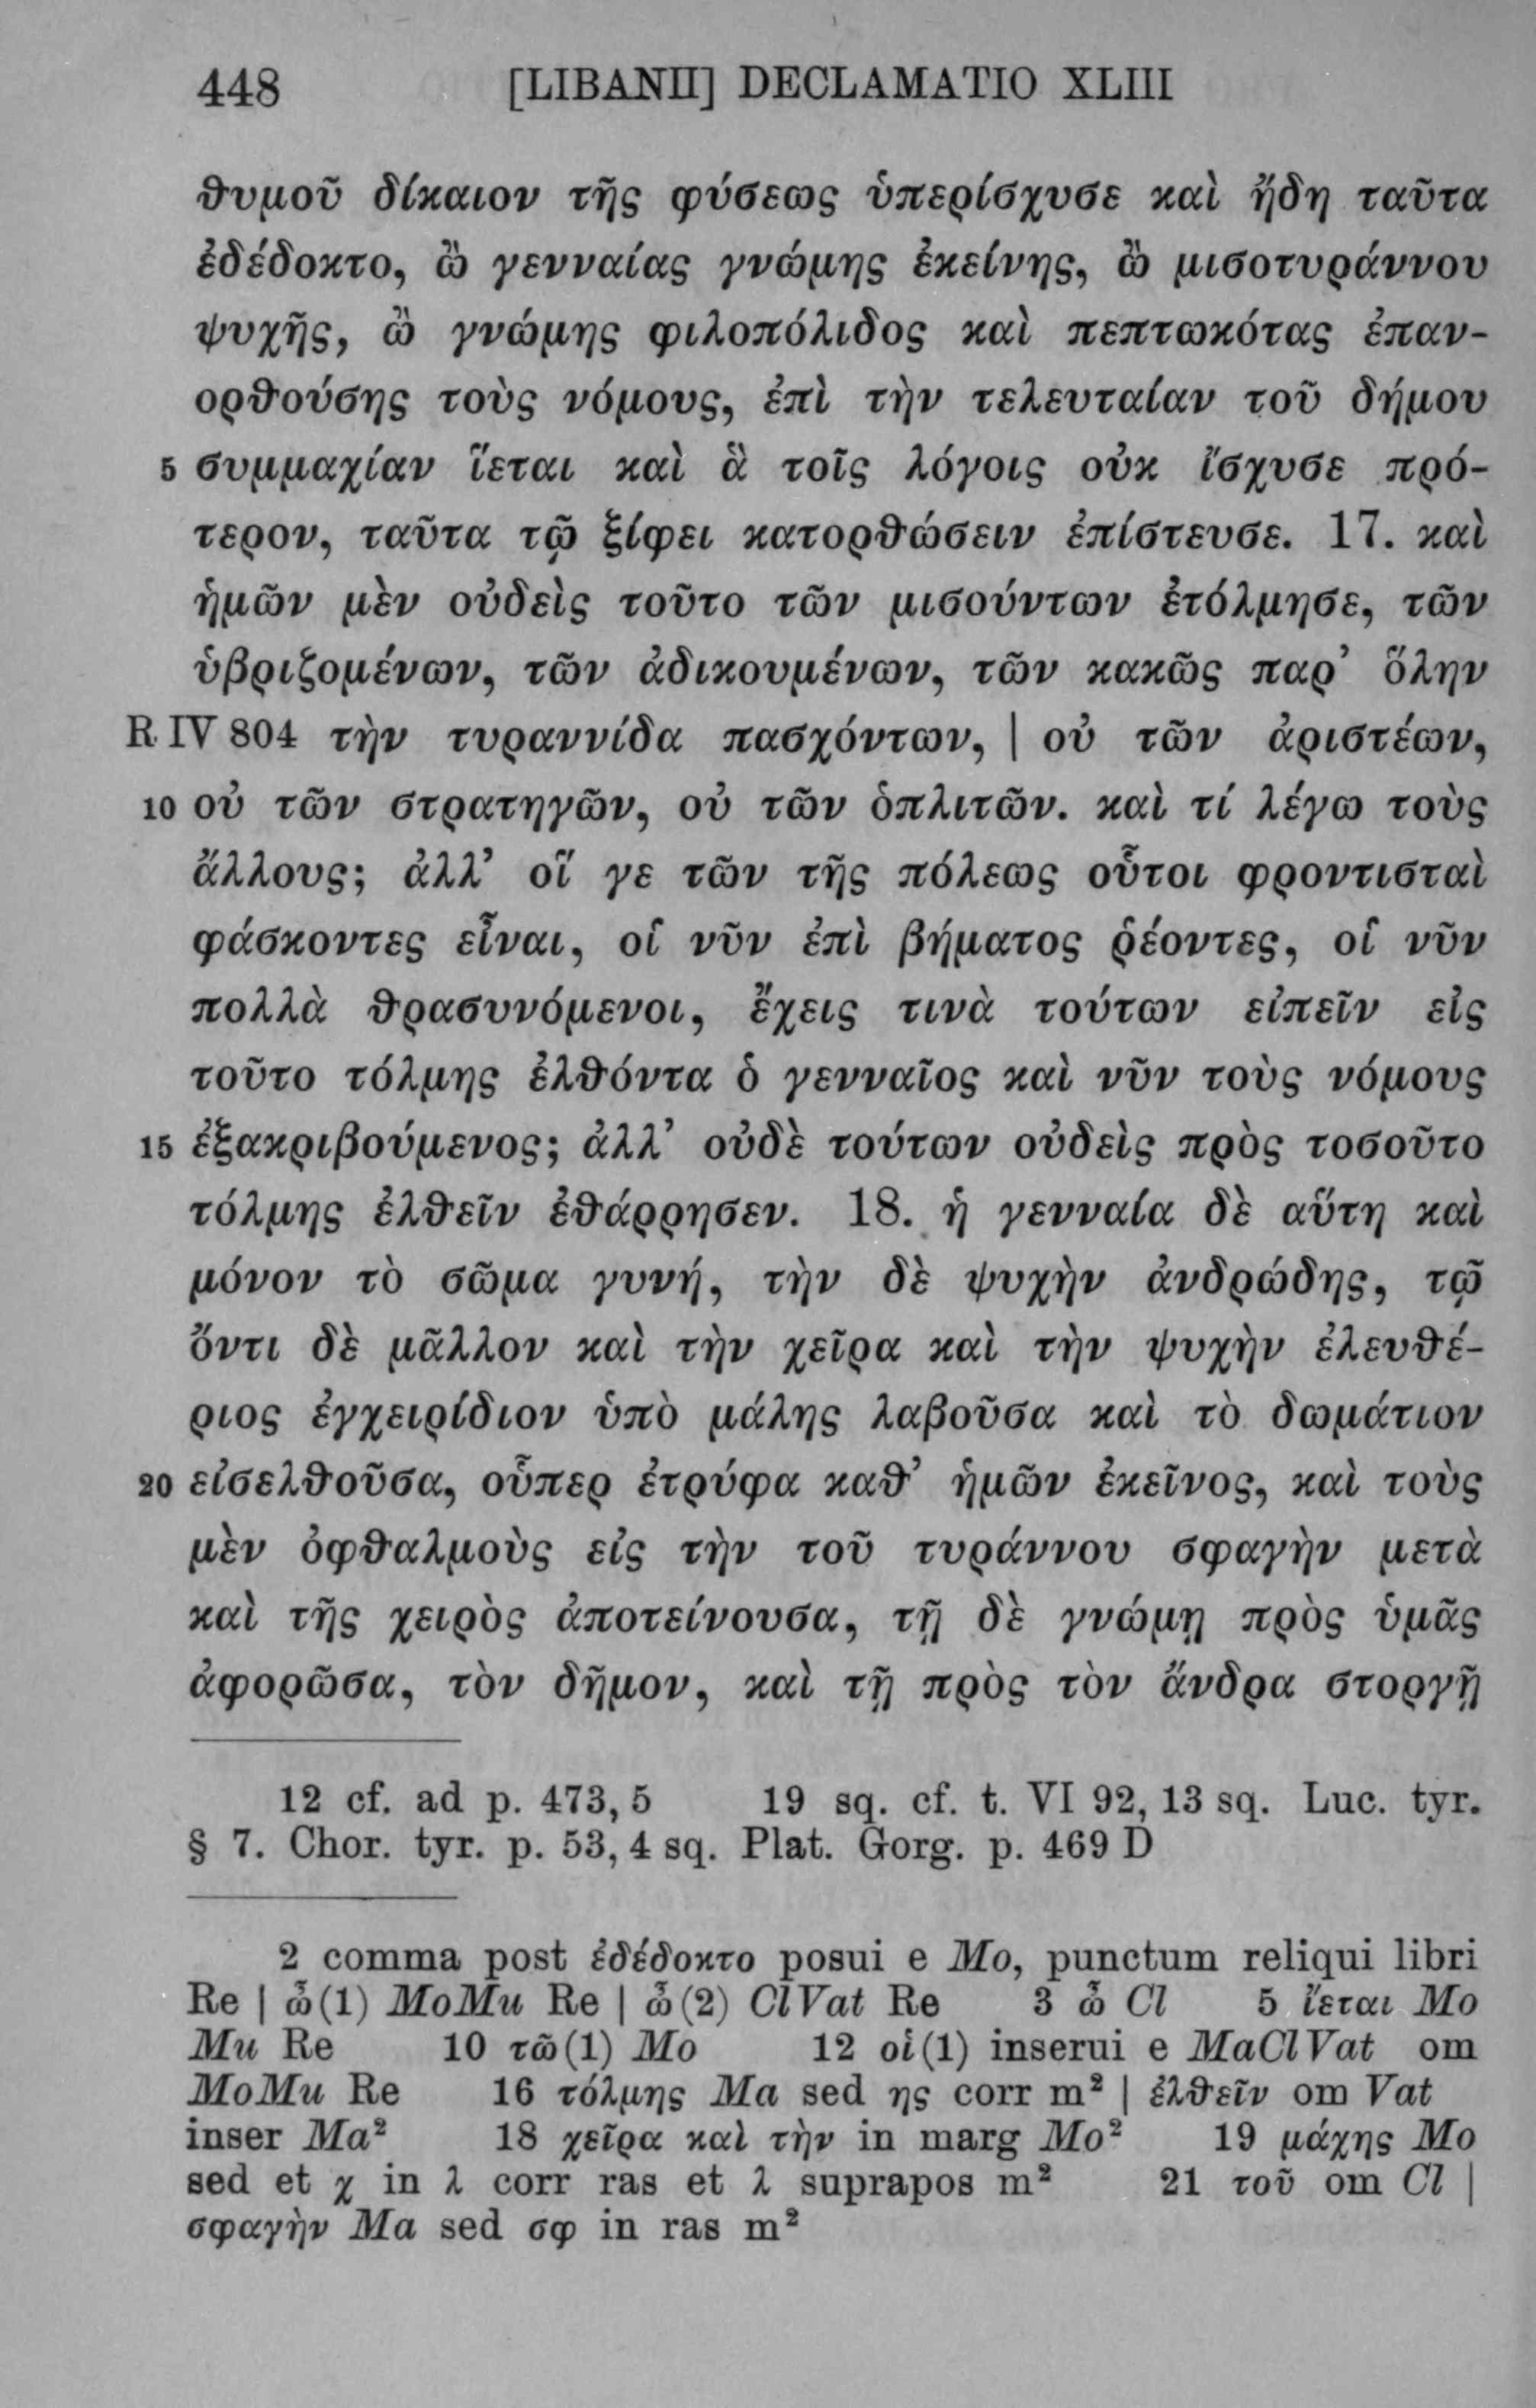 448 [LIBANII] DECLAMATIO XLIII
θυμοῦ δίκαιον τῆς φύσεως ὑπερίσχυσε καὶ ἤδη ταῦτα
ἐδέδοκτο, ὢ γενναίας γνώμης ἐκείνης, ὢ μισοτυράννου
ψυχῆς, ὢ γνώμης φιλοπόλιδος καὶ πεπτωκότας ἐπαν-
ορθούσης τοὺς νόμους, ἐπὶ τὴν τελευταίαν τοῦ δήμου
5 συμμαχίαν ἵεται καὶ ἃ τοῖς λόγοις οὐκ ἴσχυσε πρό-
τερον, ταῦτα τῷ ξίφει κατορθώσειν ἐπίστευσε. 17. καὶ
ἡμῶν μὲν οὐδεὶς τοῦτο τῶν μισούντων ἐτόλμησε, τῶν
ὑβριζομένων, τῶν ἀδικουμένων, τῶν κακῶς παρ’ ὅλην
R IV 804 τὴν τυραννίδα πασχόντων, | οὐ τῶν ἀριστέων,
10 οὐ τῶν στρατηγῶν, οὐ τῶν ὁπλιτῶν. καὶ τί λέγω τοὺς
ἄλλους; ἀλλ’ οἵ γε τῶν τῆς πόλεως οὗτοι φροντισταὶ
φάσκοντες εἶναι, οἱ νῦν ἐπὶ βήματος ῥέοντες, οἱ νῦν
πολλὰ θρασυνόμενοι, ἔχεις τινὰ τούτων εἰπεῖν εἰς
τοῦτο τόλμης ἐλθόντα ὁ γενναῖος καὶ νῦν τοὺς νόμους
15 ἐξακριβούμενος; ἀλλ’ οὐδὲ τούτων οὐδεὶς πρὸς τοσοῦτο
τόλμης ἐλθεῖν ἐθάρρησεν. 18. ἡ γενναία δὲ αὕτη καὶ
μόνον τὸ σῶμα γυνή, τὴν δὲ ψυχὴν ἀνδρώδης, τῷ
ὄντι δὲ μᾶλλον καὶ τὴν χεῖρα καὶ τὴν ψυχὴν ἐλευθέ-
ριος ἐγχειρίδιον ὑπὸ μάλης λαβοῦσα καὶ τὸ δωμάτιον
20 εἰσελθοῦσα, οὗπερ ἐτρύφα καθ’ ἡμῶν ἐκεῖνος, καὶ τοὺς
μὲν ὀφθαλμοὺς εἰς τὴν τοῦ τυράννου σφαγὴν μετὰ
καὶ τῆς χειρὸς ἀποτείνουσα, τῇ δὲ γνώμῃ πρὸς ὑμᾶς
ἀφορῶσα, τὸν δῆμον, καὶ τῇ πρὸς τὸν ἄνδρα στοργῇ
12 cf. ad p. 473, 5 19 sq. cf. t. VI 92, 13 sq. Luc. tyr.
§ 7. Chor. tyr. p. 53, 4 sq. Plat. Gorg. p. 469 D
2 comma post ἐδέδοκτο posui e Mo, punctum reliqui libri
Re | ὦ (1) MoMu Re | ὦ (2) ClVat Re 3 ὦ Cl 5 ἵεται Mo
Mu Re 10 τῶ (1) Mo 12 οἱ (1) inserui e MaClVat om
MoMu Re 16 τόλμης Ma sed ης corr m² | ἐλθεῖν om Vat
inser Ma² 18 χεῖρα καὶ τὴν in marg Mo² 19 μάχης Mo
sed et χ in λ corr ras et λ suprapos m² 21 τοῦ om Cl |
σφαγὴν Ma sed σφ in ras m²